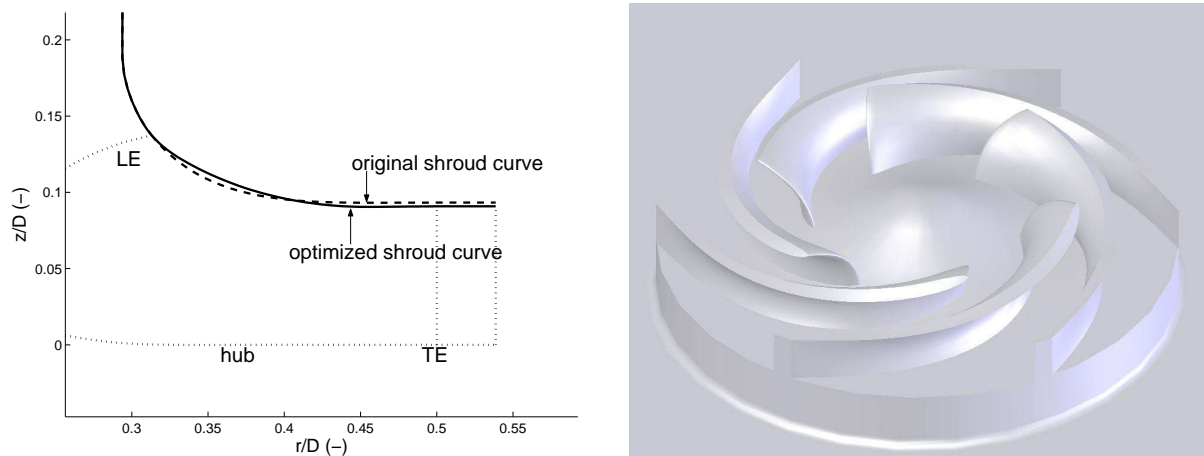 0.2
0.15
LE
original shroud curve
0.1
z/D (−)
optimized shroud curve
0.05
0
hub
TE
0.3
0.35
0.4
0.45
0.5
0.55
r/D (−)